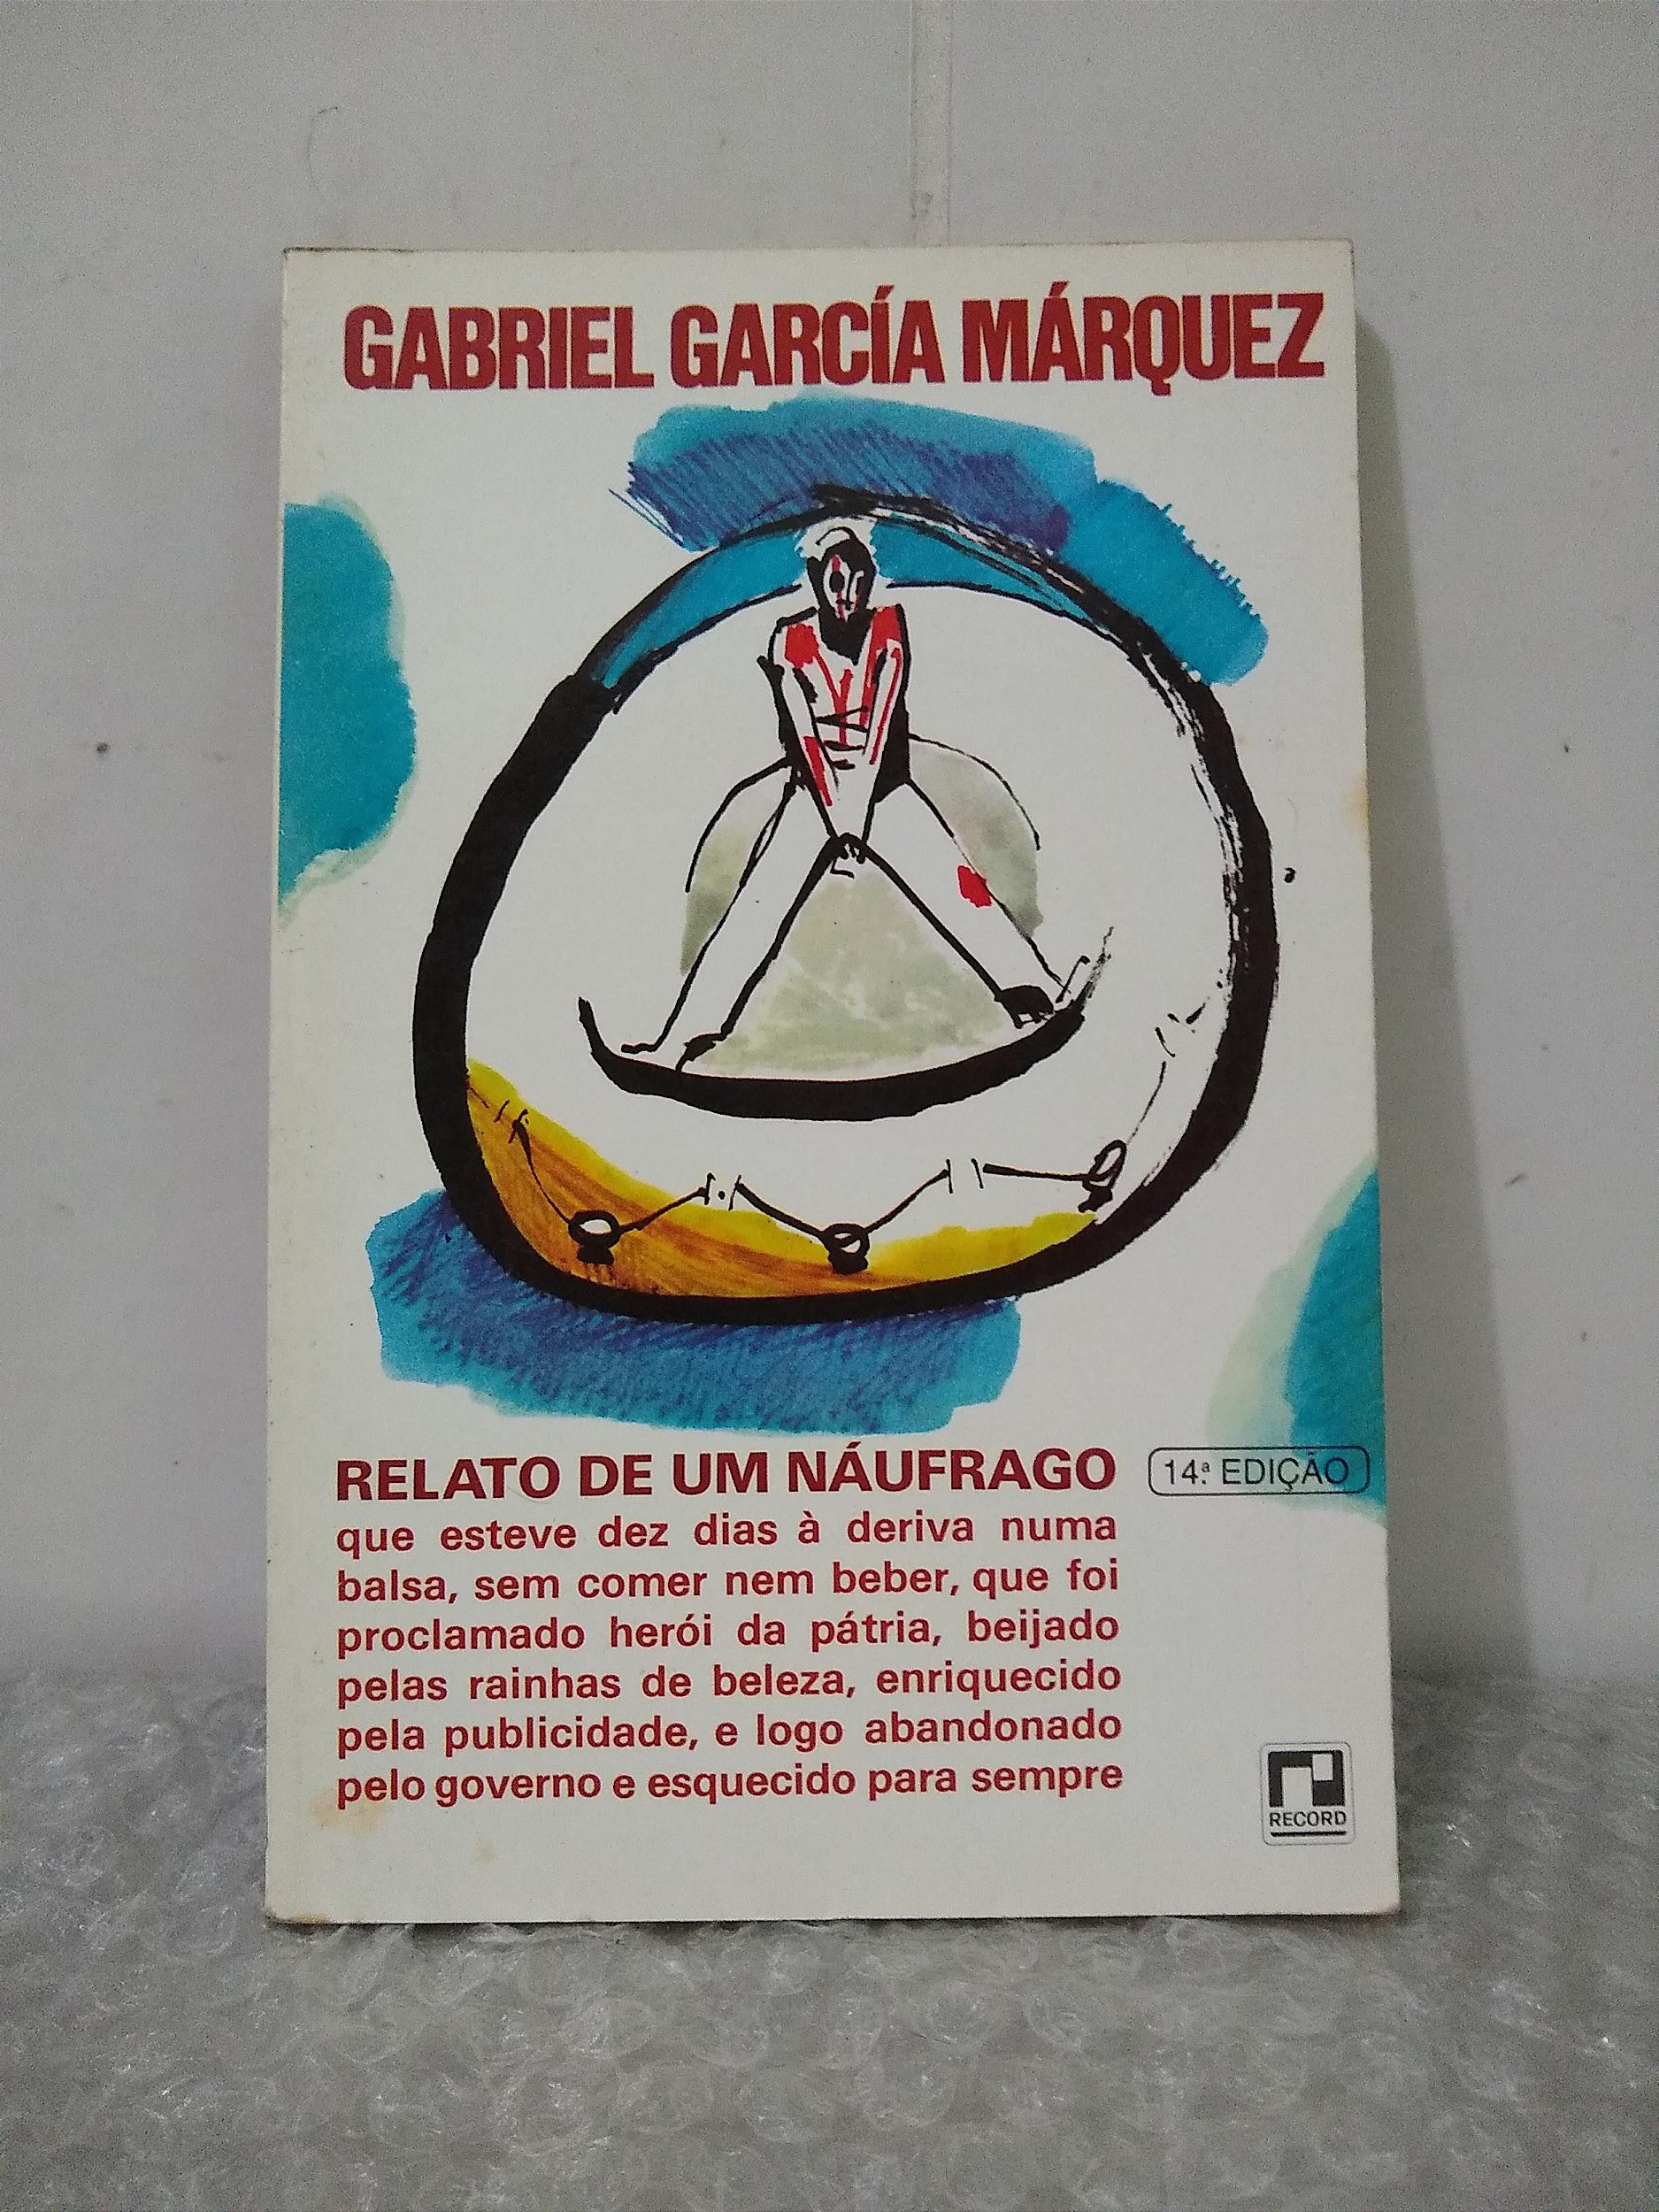 GABRIEL GARCÍA MÁRQUEZ
RELATO DE UM NÁUFRAGO
14ª EDIÇÃO
que esteve dez dias à deriva numa
balsa, sem comer nem beber, que foi
proclamado herói da pátria, beijado
pelas rainhas de beleza, enriquecido
pela publicidade, e logo abandonado
pelo governo e esquecido para sempre
RECORD